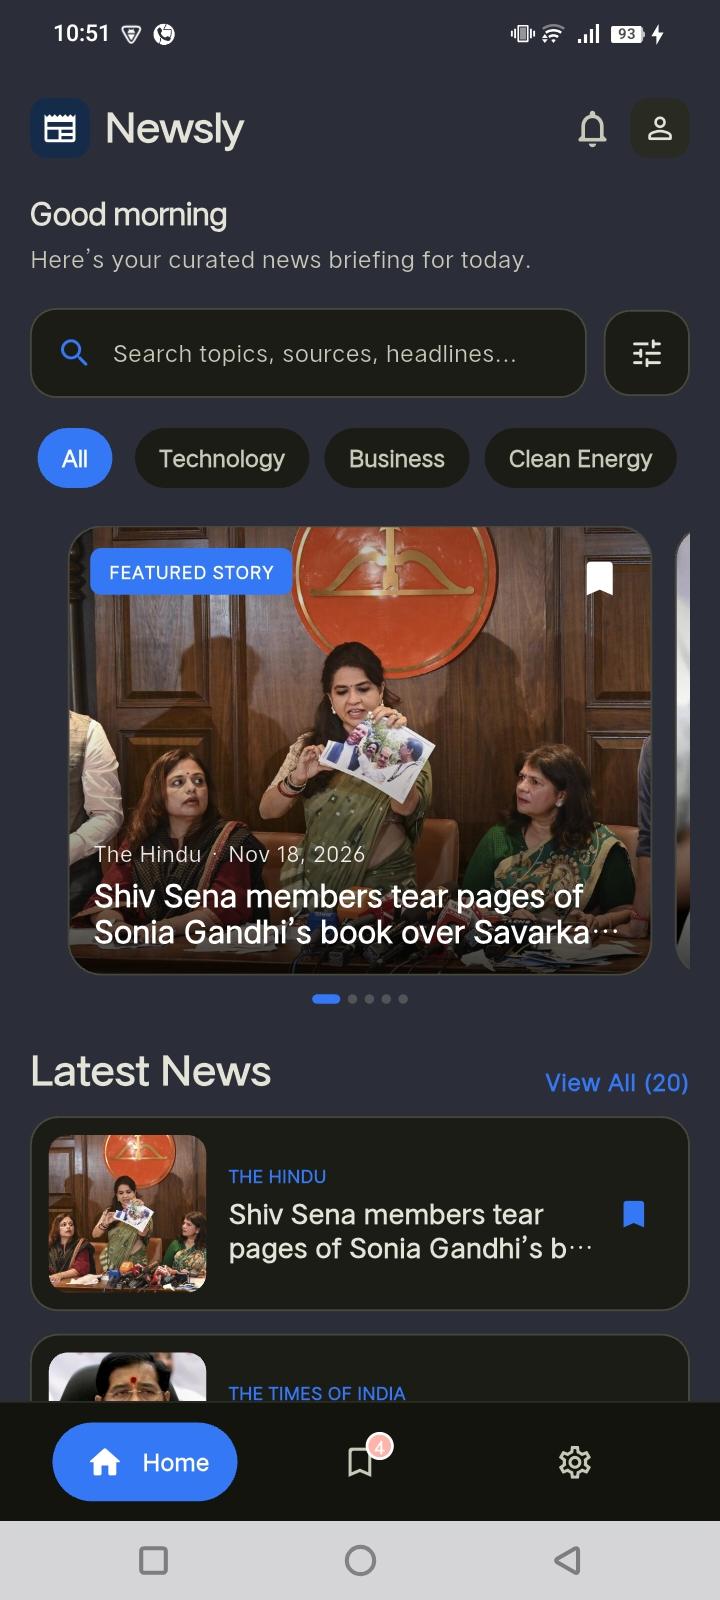 10:51
93
Newsly
Good morning
Here’s your curated news briefing for today.
Search topics, sources, headlines...
All
Technology
Business
Clean Energy
FEATURED STORY
The Hindu · Nov 18, 2026
Shiv Sena members tear pages of
Sonia Gandhi’s book over Savarka…
Latest News
View All (20)
THE HINDU
Shiv Sena members tear
pages of Sonia Gandhi’s b…
THE TIMES OF INDIA
Home
4